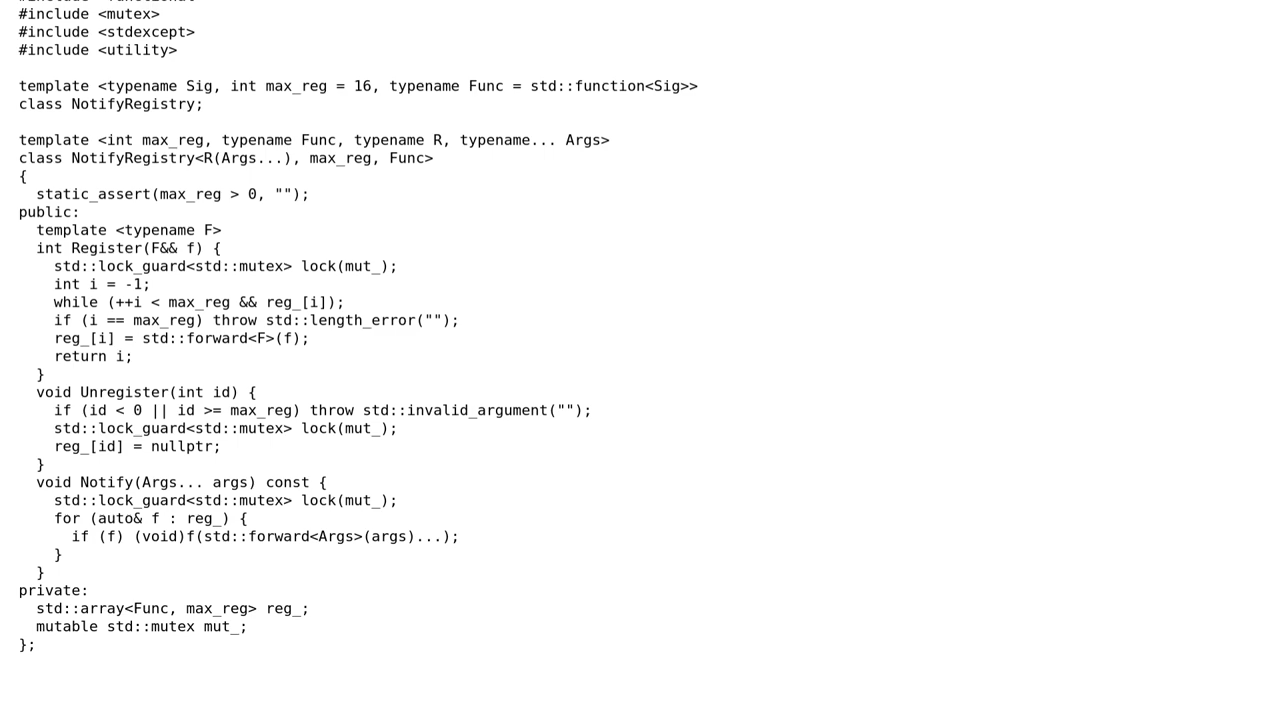 #include <mutex>
#include <stdexcept>
#include <utility>

template <typename Sig, int max_reg = 16, typename Func = std::function<Sig>>
class NotifyRegistry;

template <int max_reg, typename Func, typename R, typename... Args>
class NotifyRegistry<R(Args...), max_reg, Func>
{
  static_assert(max_reg > 0, "");
public:
  template <typename F>
  int Register(F&& f) {
    std::lock_guard<std::mutex> lock(mut_);
    int i = -1;
    while (++i < max_reg && reg_[i]);
    if (i == max_reg) throw std::length_error("");
    reg_[i] = std::forward<F>(f);
    return i;
  }
  void Unregister(int id) {
    if (id < 0 || id >= max_reg) throw std::invalid_argument("");
    std::lock_guard<std::mutex> lock(mut_);
    reg_[id] = nullptr;
  }
  void Notify(Args... args) const {
    std::lock_guard<std::mutex> lock(mut_);
    for (auto& f : reg_) {
      if (f) (void)f(std::forward<Args>(args)...);
    }
  }
private:
  std::array<Func, max_reg> reg_;
  mutable std::mutex mut_;
};